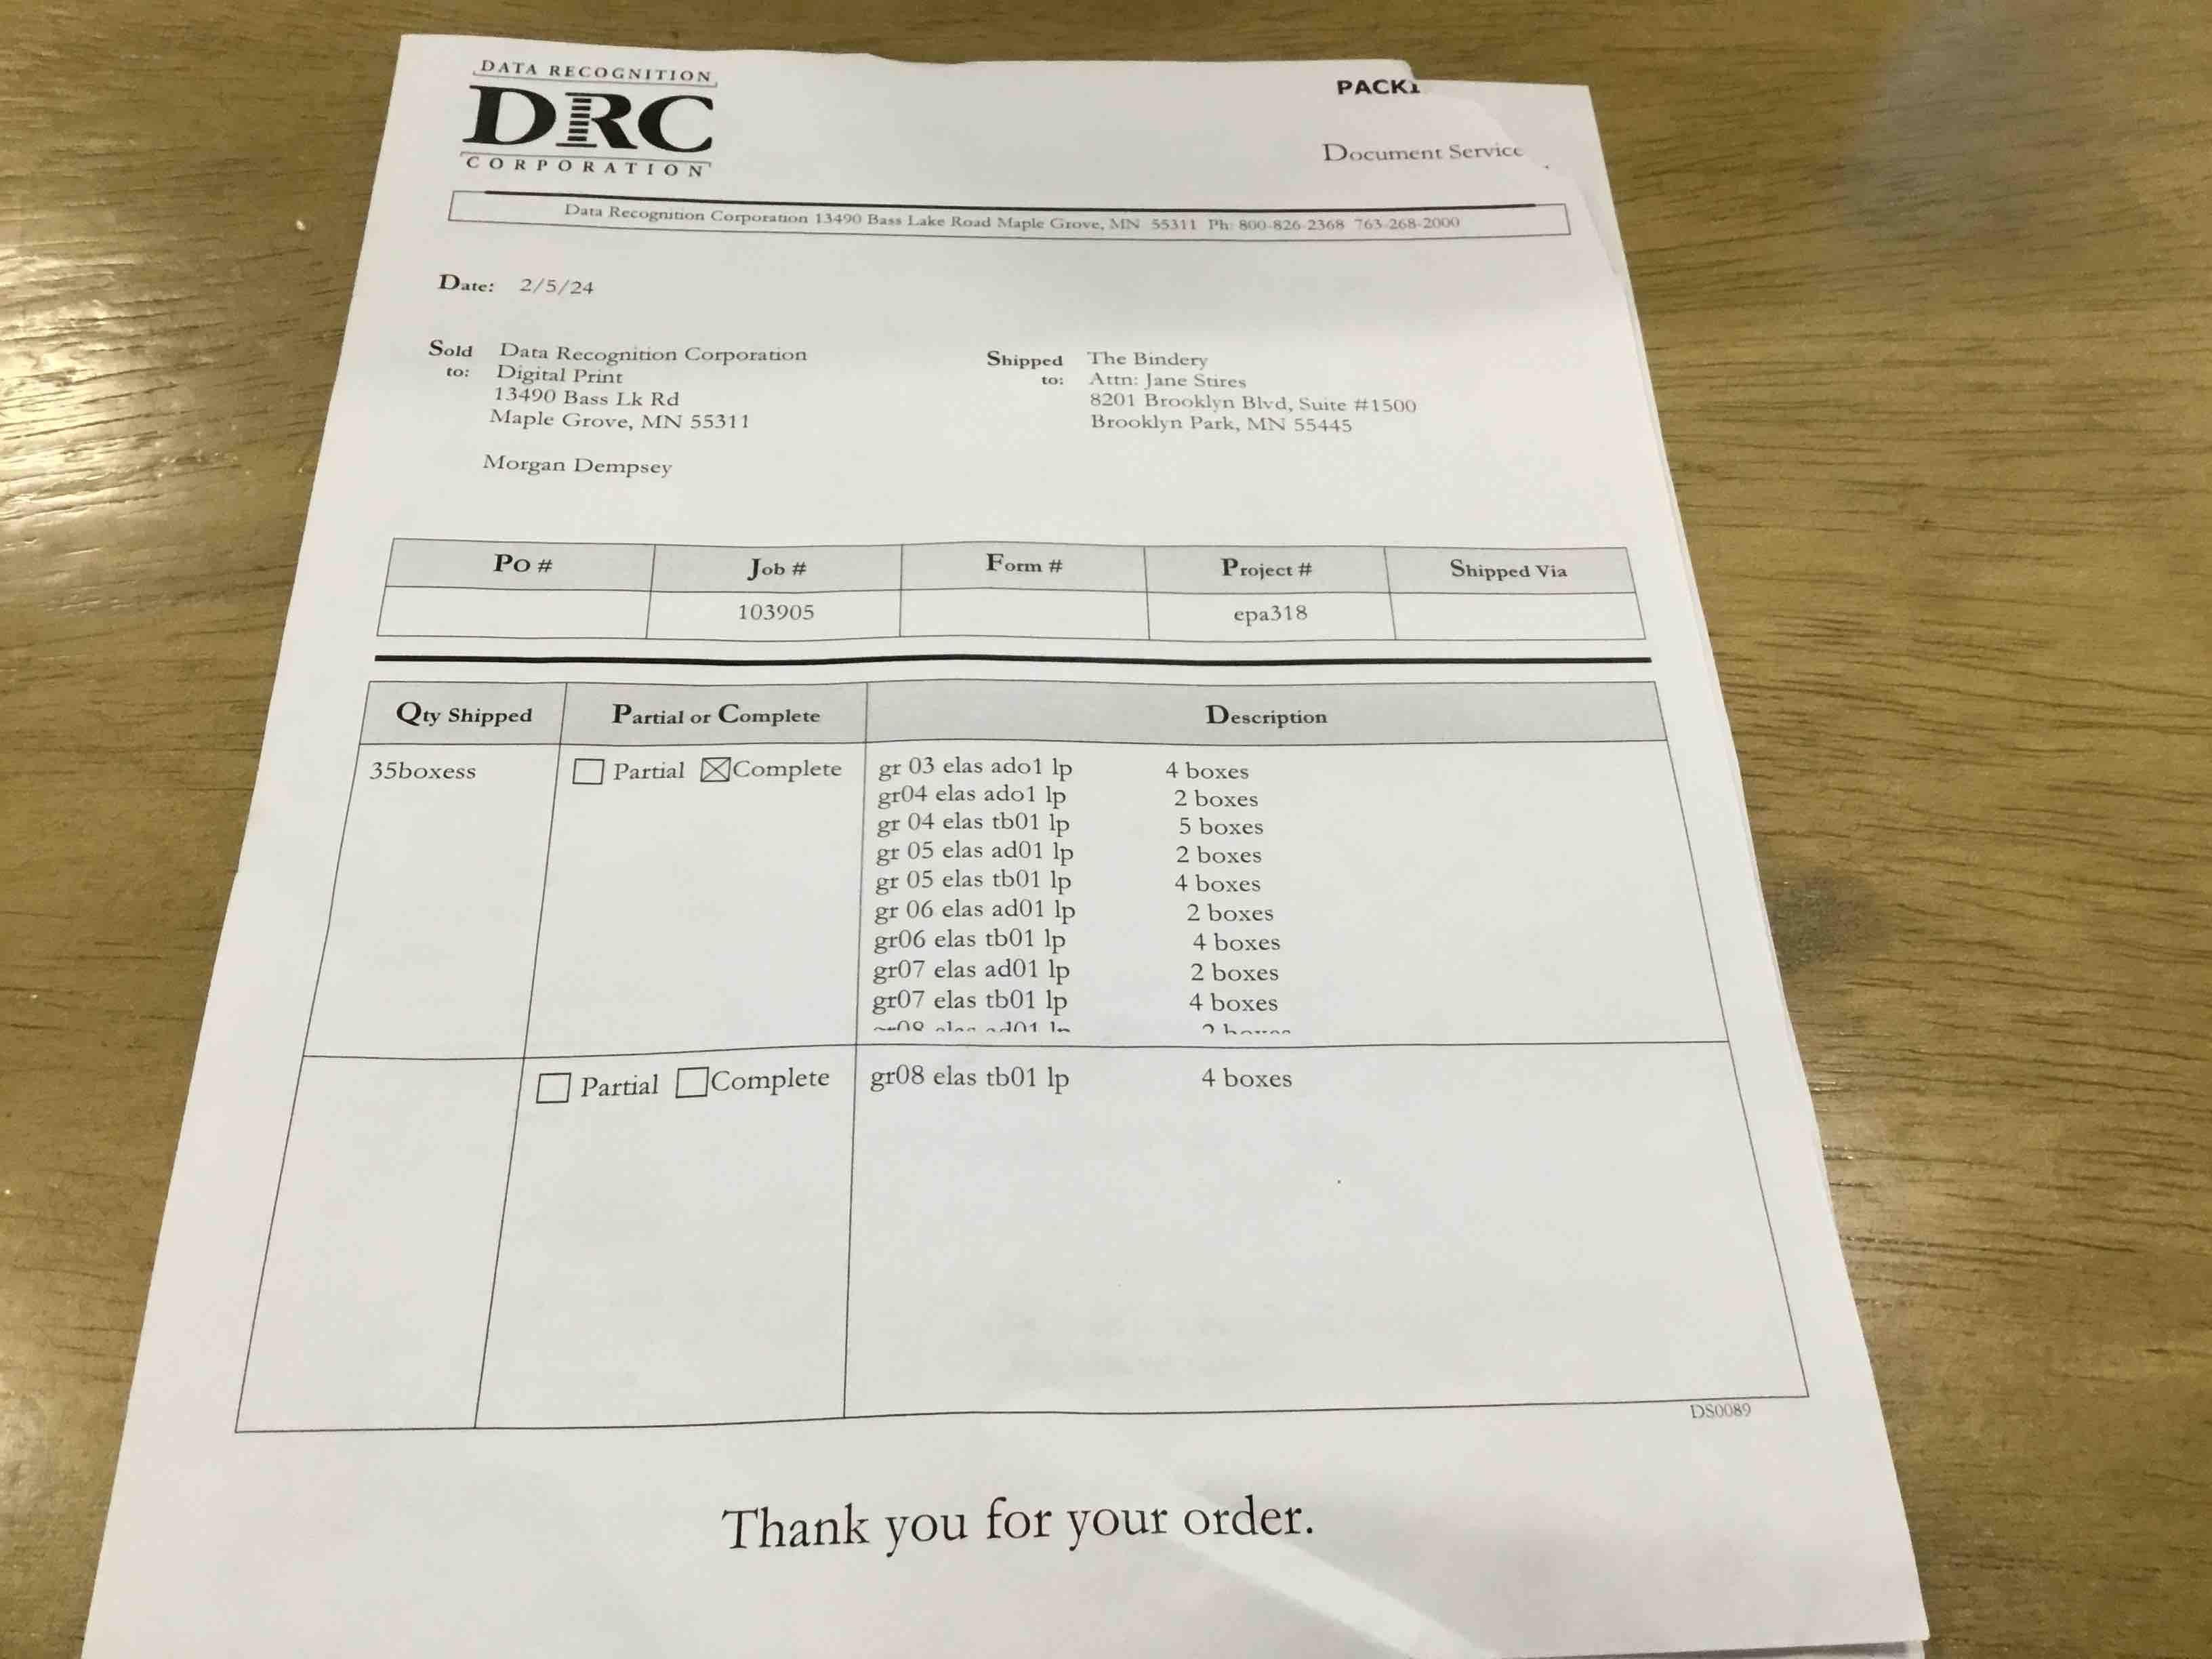 DATA RECOGNITION
DRC
CORPORATION
PACKI
Document Service
Data Recognition Corporation 13490 Bass Lake Road Maple Grove, MN 55311 Ph: 800-826-2368 763-268-2000
Date: 2/5/24
Sold to: Data Recognition Corporation
Digital Print
13490 Bass Lk Rd
Maple Grove, MN 55311
Morgan Dempsey
Shipped to: The Bindery
Attn: Jane Stires
8201 Brooklyn Blvd, Suite #1500
Brooklyn Park, MN 55445
Po # Job # Form # Project # Shipped Via
103905 epa318
Qty Shipped Partial or Complete Description
35boxess Partial Complete gr 03 elas ado1 lp 4 boxes
gr04 elas ado1 lp 2 boxes
gr 04 elas tb01 lp 5 boxes
gr 05 elas ad01 lp 2 boxes
gr 05 elas tb01 lp 4 boxes
gr 06 elas ad01 lp 2 boxes
gr06 elas tb01 lp 4 boxes
gr07 elas ad01 lp 2 boxes
gr07 elas tb01 lp 4 boxes
elas ad01 lp 2 boxes
Partial Complete gr08 elas tb01 lp 4 boxes
DS0089
Thank you for your order.